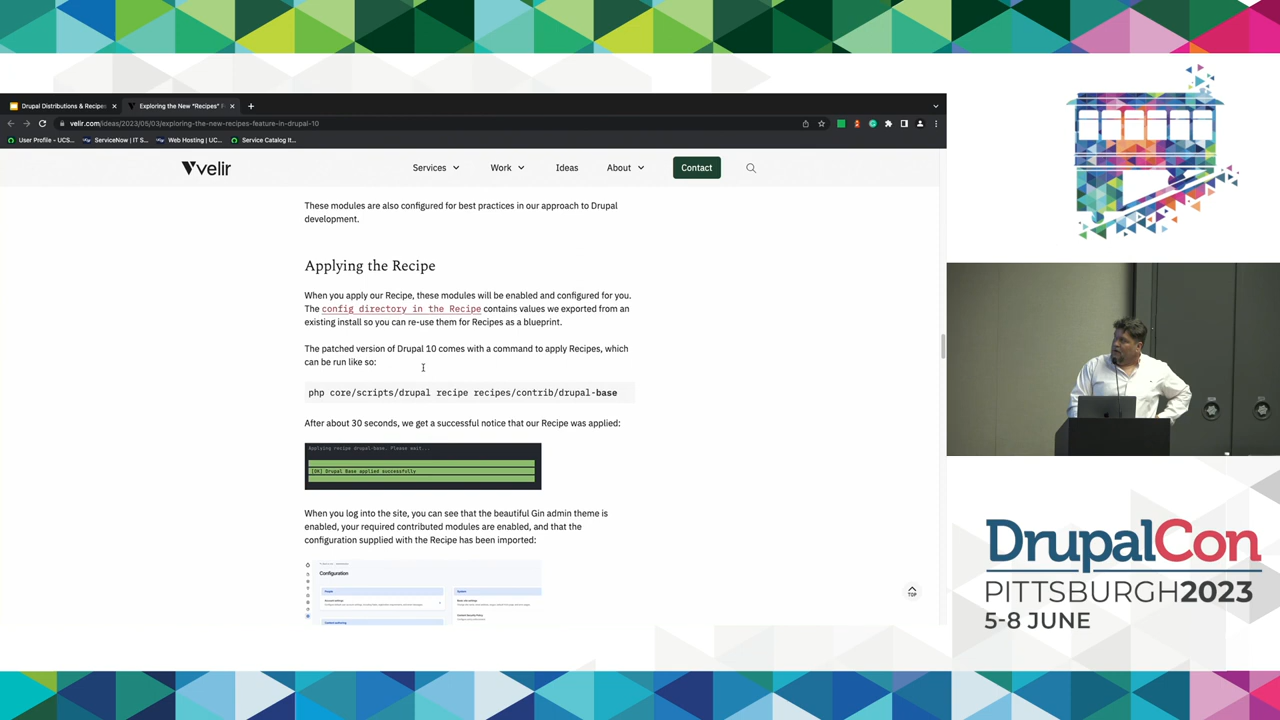 Drupal Distributions & Recipes
Exploring the New "Recipes" F
velir.com/ideas/2023/05/03/exploring-the-new-recipes-feature-in-drupal-10
User Profile - UCS...
ServiceNow | IT S...
Web Hosting | UC...
Service Catalog It...
velir
Services
Work
Ideas
About
Contact
These modules are also configured for best practices in our approach to Drupal
development.
Applying the Recipe
When you apply our Recipe, these modules will be enabled and configured for you.
The config directory in the Recipe contains values we exported from an
existing install so you can re-use them for Recipes as a blueprint.
The patched version of Drupal 10 comes with a command to apply Recipes, which
can be run like so:
php core/scripts/drupal recipe recipes/contrib/drupal-base
After about 30 seconds, we get a successful notice that our Recipe was applied:
Applying recipe drupal-base. Please wait...
[OK] Drupal Base applied successfully
When you log into the site, you can see that the beautiful Gin admin theme is
enabled, your required contributed modules are enabled, and that the
configuration supplied with the Recipe has been imported:
Configuration
People
System
TOP
DrupalCon
PITTSBURGH2023
5-8 JUNE